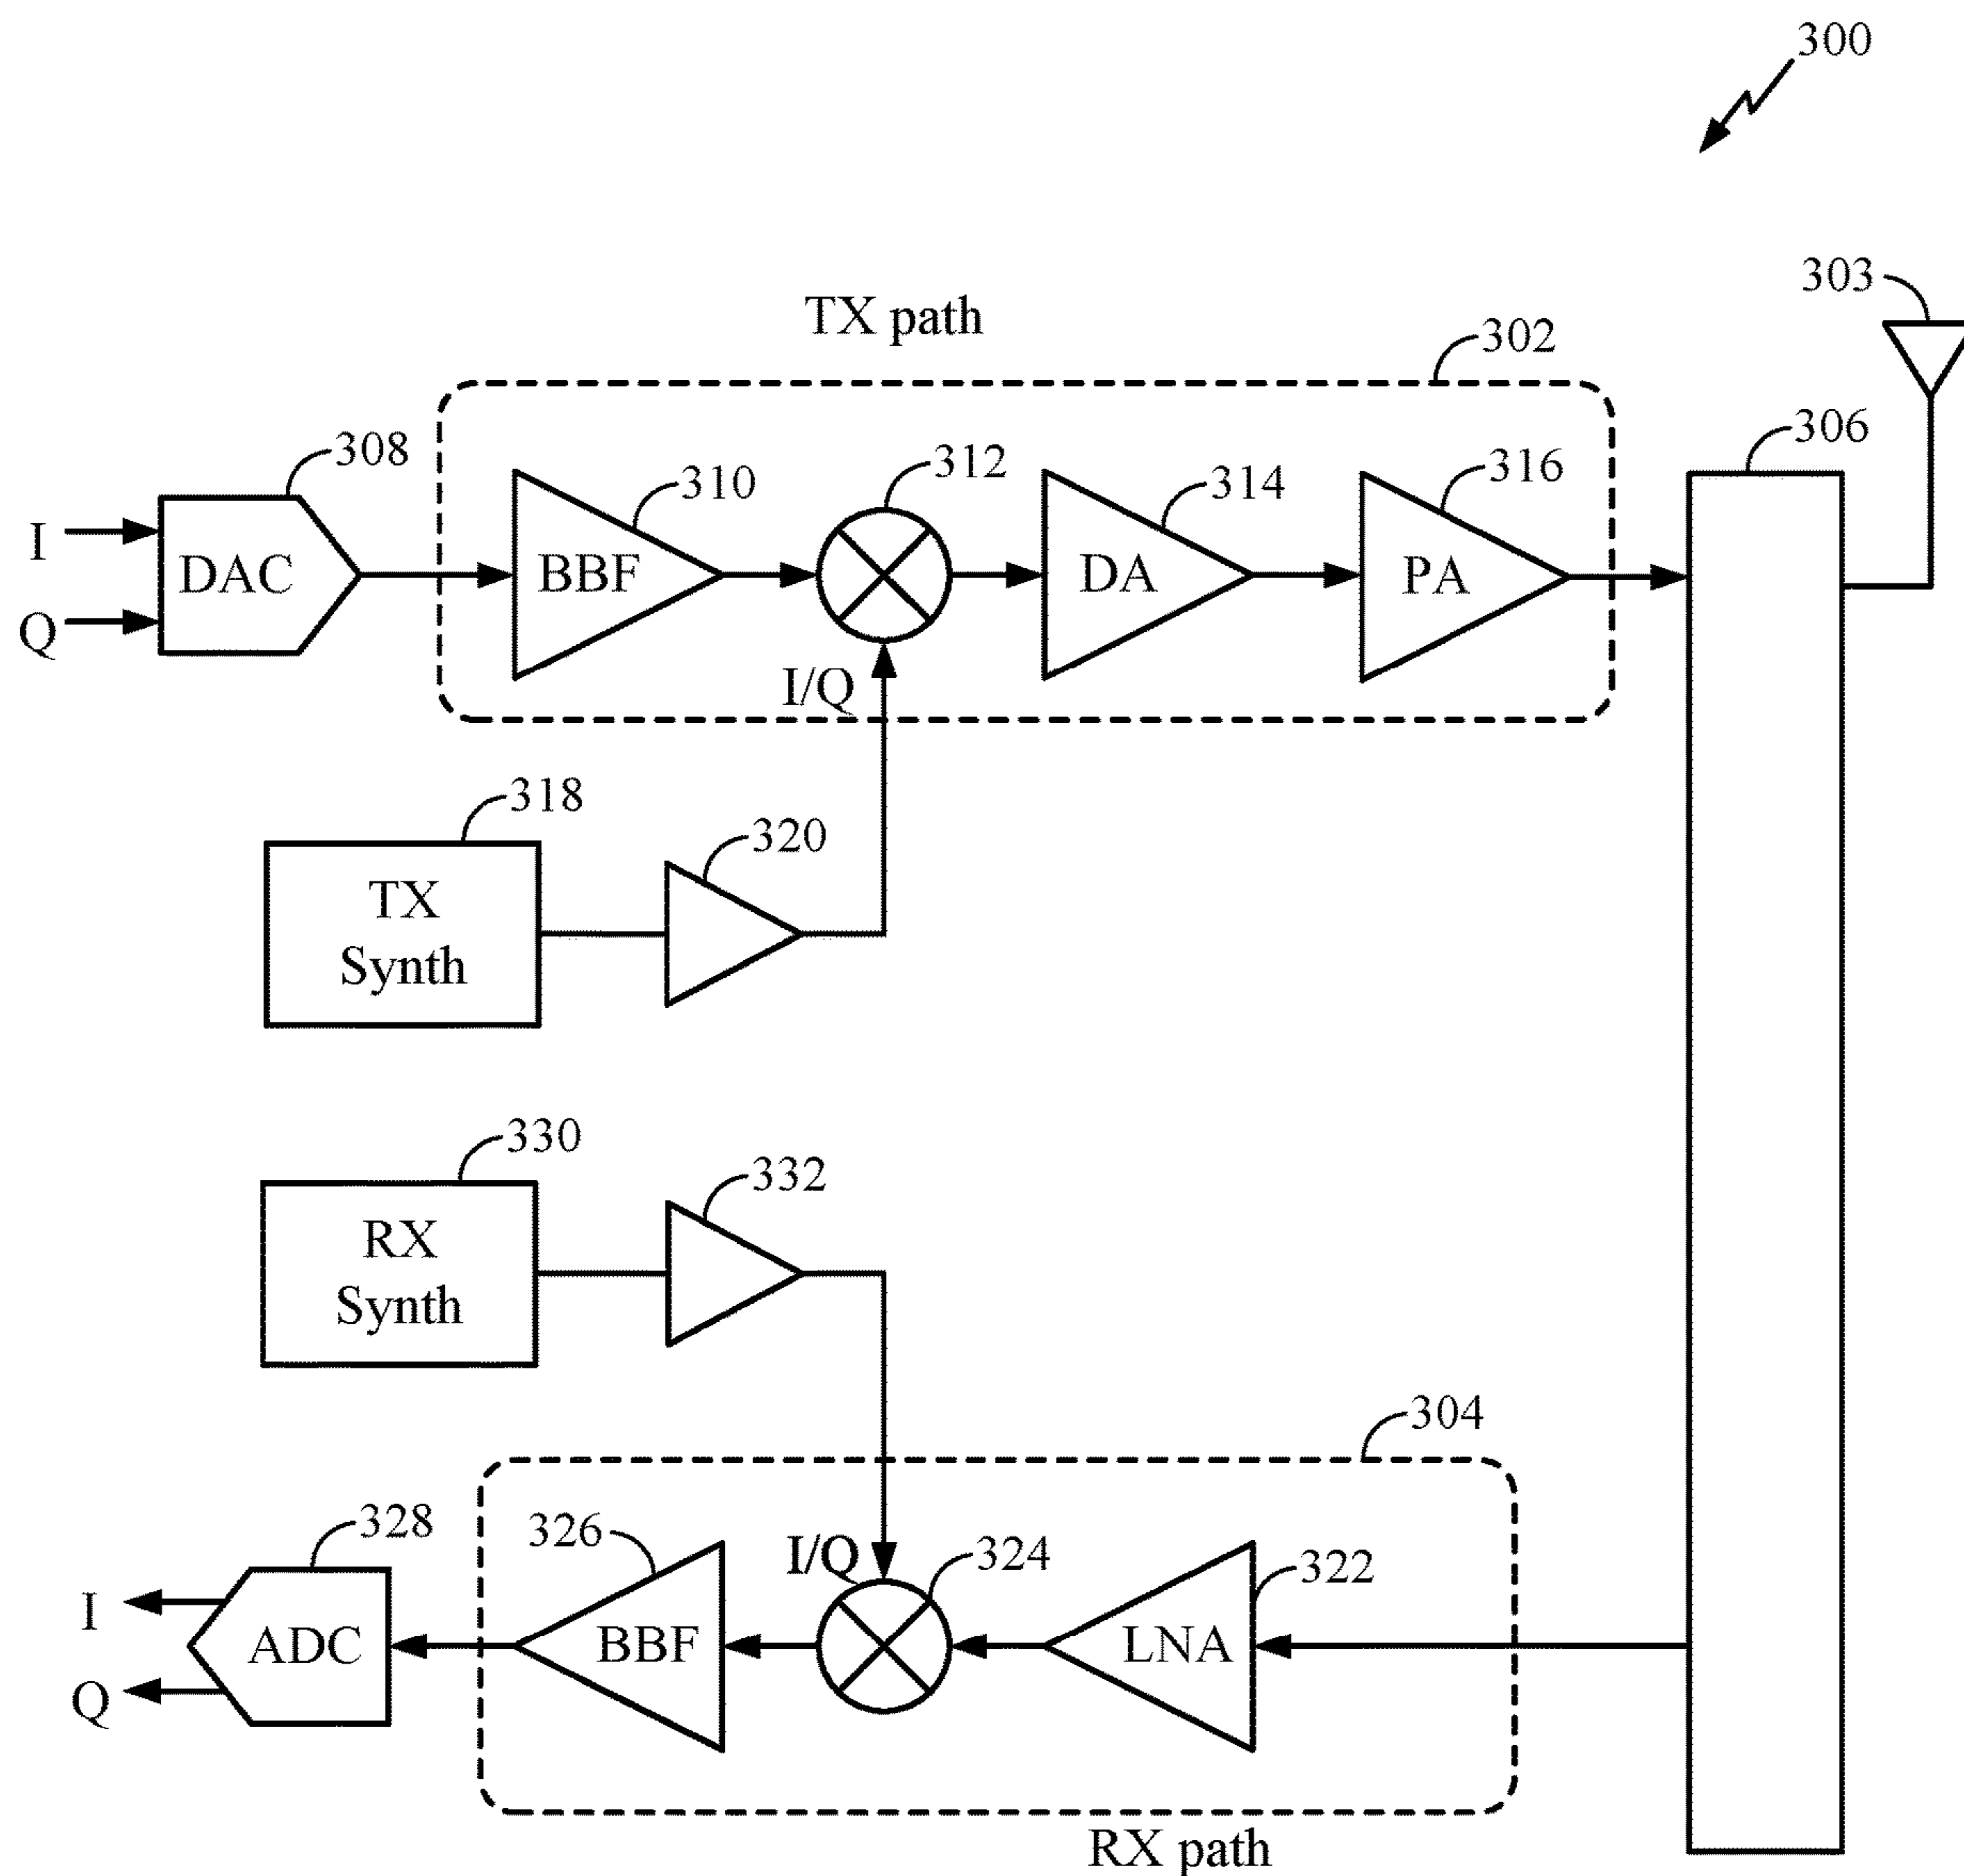 300
303
TX path
302
306
308
310
312
314
316
I
DAC
BBF
DA
PA
Q
I/Q
318
320
TX
Synth
330
332
RX
Synth
304
328
326
I/Q
324
322
I
ADC
BBF
LNA
Q
RX path